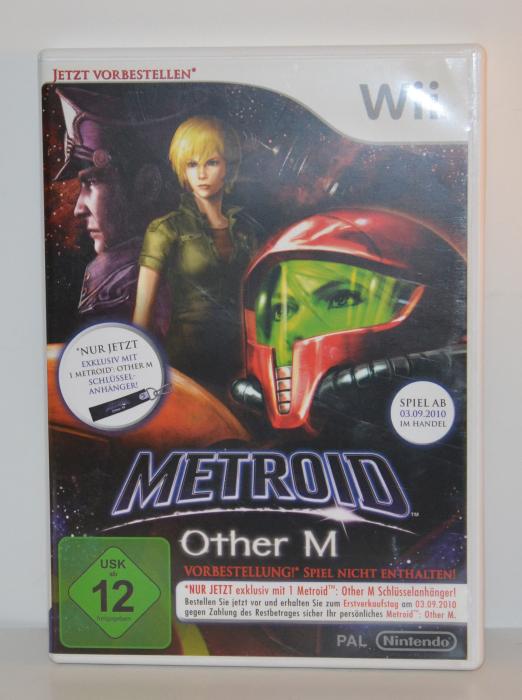 JETZT VORBESTELLEN*
Wii
*NUR JETZT
EXKLUSIV MIT
1 METROID: OTHER M
SCHLÜSSEL-
ANHÄNGER!
SPIEL AB
03.09.2010
IM HANDEL
METROID™
Other M
VORBESTELLUNG!* SPIEL NICHT ENTHALTEN!
USK
ab
12
freigegeben
*NUR JETZT exklusiv mit 1 Metroid™: Other M Schlüsselanhänger!
Bestellen Sie jetzt vor und erhalten Sie zum Erstverkaufstag am 03.09.2010
gegen Zahlung des Restbetrages sicher Ihr persönliches Metroid™: Other M.
PAL
Nintendo